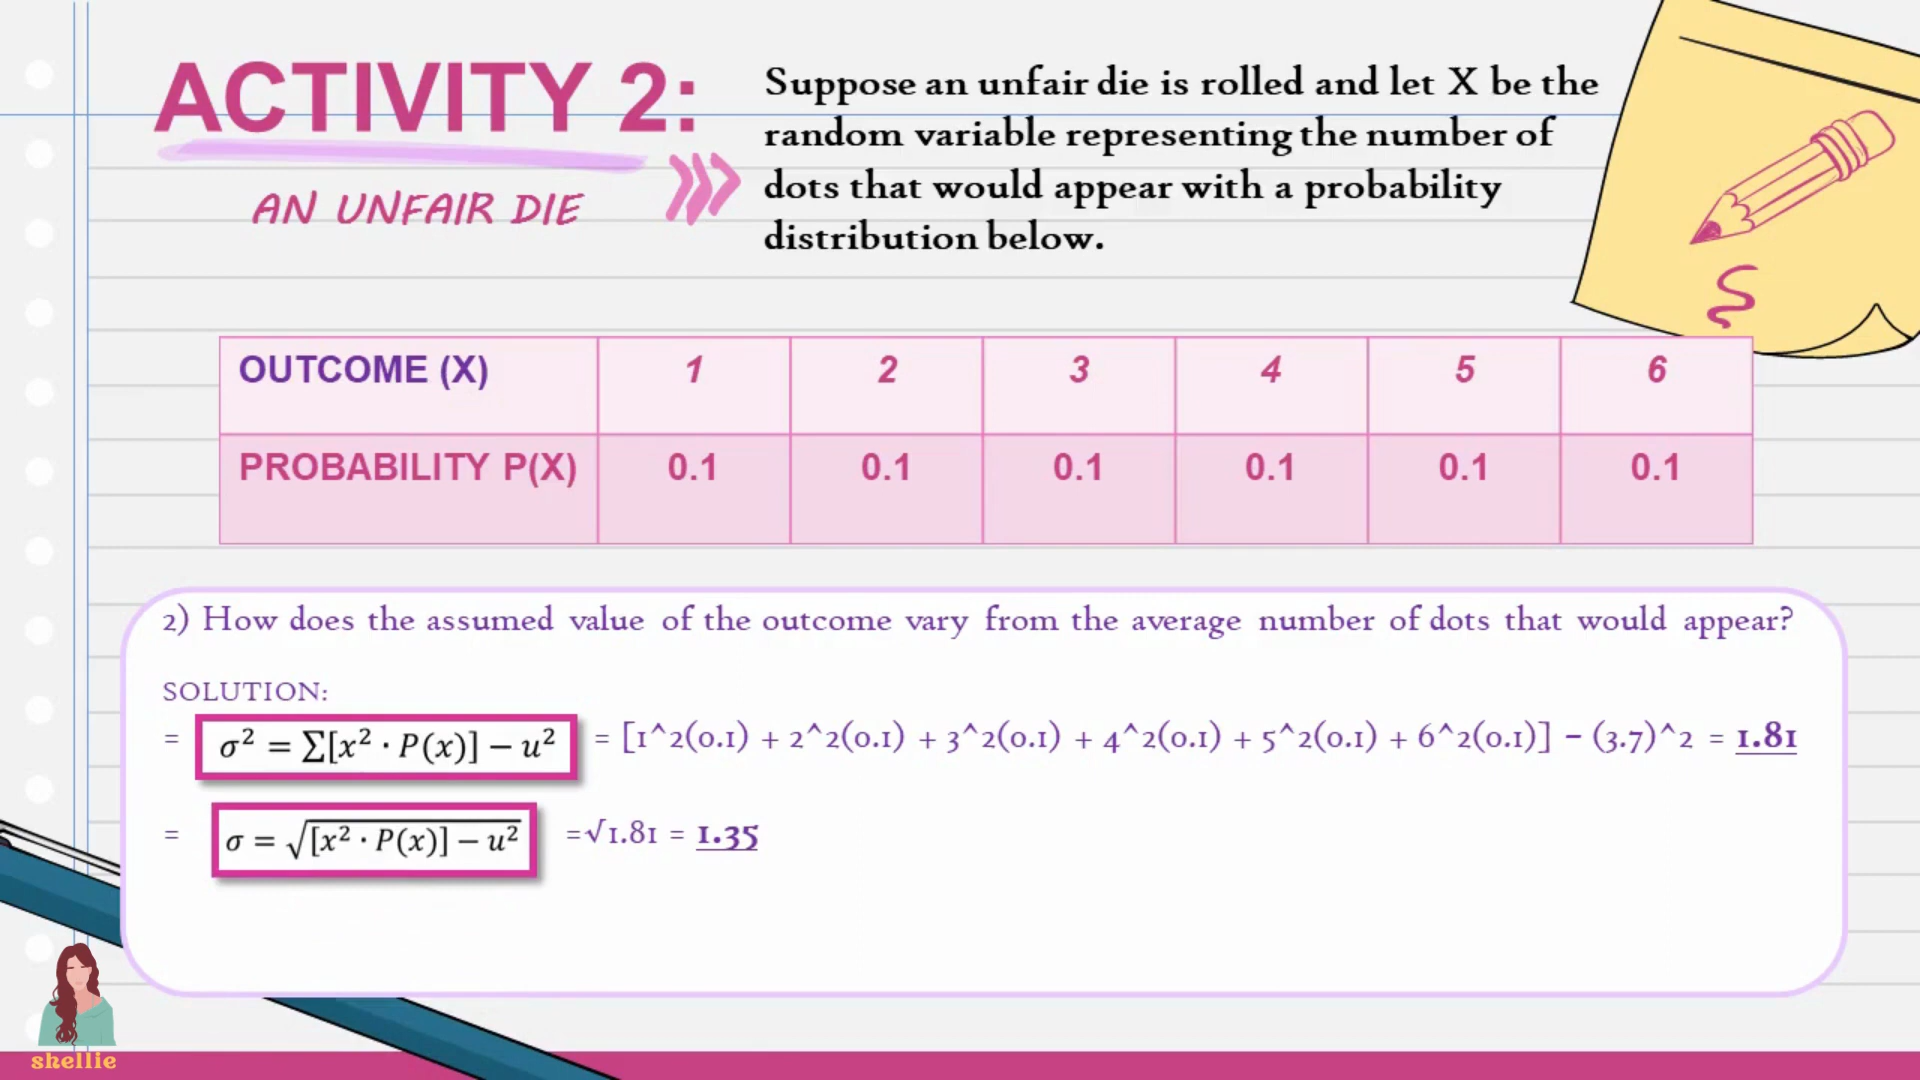 ACTIVITY 2:
AN UNFAIR DIE
Suppose an unfair die is rolled and let X be the
random variable representing the number of
dots that would appear with a probability
distribution below.
OUTCOME (X) 1 2 3 4 5 6
PROBABILITY P(X) 0.1 0.1 0.1 0.1 0.1 0.1
2) How does the assumed value of the outcome vary from the average number of dots that would appear?
SOLUTION:
= σ² = ∑[x² · P(x)] − u² = [1^2(0.1) + 2^2(0.1) + 3^2(0.1) + 4^2(0.1) + 5^2(0.1) + 6^2(0.1)] - (3.7)^2 = 1.81
= σ = √[x² · P(x)] − u² =√1.81 = 1.35
shellie